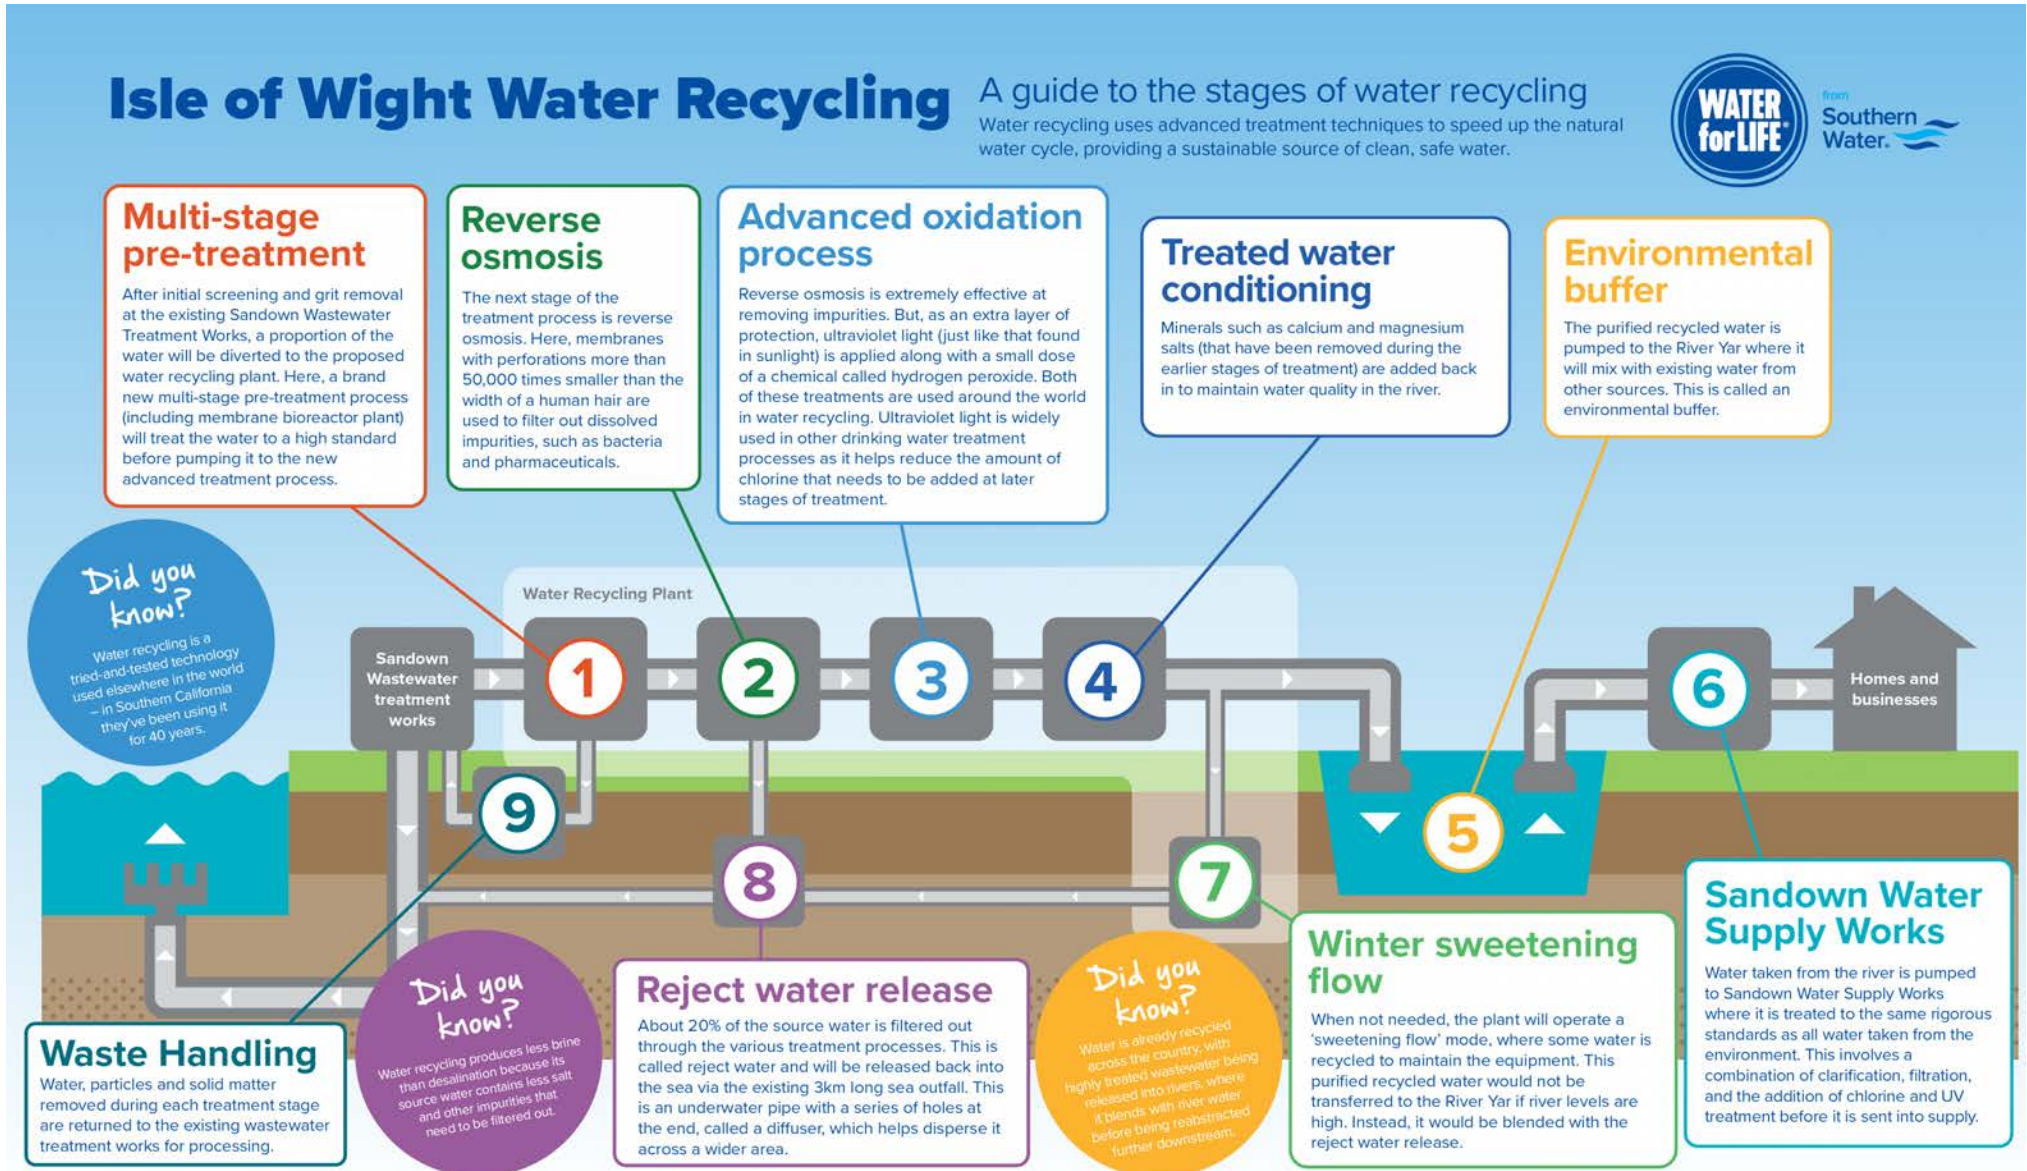 Isle of Wight Water Recycling
A guide to the stages of water recycling
Water recycling uses advanced treatment techniques to speed up the natural
water cycle, providing a sustainable source of clean, safe water.
WATER
for LIFE
from
Southern
Water.
Multi-stage
pre-treatment
After initial screening and grit removal
at the existing Sandown Wastewater
Treatment Works, a proportion of the
water will be diverted to the proposed
water recycling plant. Here, a brand
new multi-stage pre-treatment process
(including membrane bioreactor plant)
will treat the water to a high standard
before pumping it to the new
advanced treatment process.
Reverse
osmosis
The next stage of the
treatment process is reverse
osmosis. Here, membranes
with perforations more than
50,000 times smaller than the
width of a human hair are
used to filter out dissolved
impurities, such as bacteria
and pharmaceuticals.
Advanced oxidation
process
Reverse osmosis is extremely effective at
removing impurities. But, as an extra layer of
protection, ultraviolet light (just like that found
in sunlight) is applied along with a small dose
of a chemical called hydrogen peroxide. Both
of these treatments are used around the world
in water recycling. Ultraviolet light is widely
used in other drinking water treatment
processes as it helps reduce the amount of
chlorine that needs to be added at later
stages of treatment.
Treated water
conditioning
Minerals such as calcium and magnesium
salts (that have been removed during the
earlier stages of treatment) are added back
in to maintain water quality in the river.
Environmental
buffer
The purified recycled water is
pumped to the River Yar where it
will mix with existing water from
other sources. This is called an
environmental buffer.
Did you
know?
Water recycling is a
tried-and-tested technology
used elsewhere in the world
– in Southern California
they've been using it
for 40 years.
Water Recycling Plant
Sandown
Wastewater
treatment
works
1
2
3
4
6
Homes and
businesses
9
8
7
5
Waste Handling
Water, particles and solid matter
removed during each treatment stage
are returned to the existing wastewater
treatment works for processing.
Did you
know?
Water recycling produces less brine
than desalination because its
source water contains less salt
and other impurities that
need to be filtered out.
Reject water release
About 20% of the source water is filtered out
through the various treatment processes. This is
called reject water and will be released back into
the sea via the existing 3km long sea outfall. This
is an underwater pipe with a series of holes at
the end, called a diffuser, which helps disperse it
across a wider area.
Did you
know?
Water is already recycled
across the country, with
highly treated wastewater being
released into rivers, where
it blends with river water
before being reabstracted
further downstream.
Winter sweetening
flow
When not needed, the plant will operate a
'sweetening flow' mode, where some water is
recycled to maintain the equipment. This
purified recycled water would not be
transferred to the River Yar if river levels are
high. Instead, it would be blended with the
reject water release.
Sandown Water
Supply Works
Water taken from the river is pumped
to Sandown Water Supply Works
where it is treated to the same rigorous
standards as all water taken from the
environment. This involves a
combination of clarification, filtration,
and the addition of chlorine and UV
treatment before it is sent into supply.